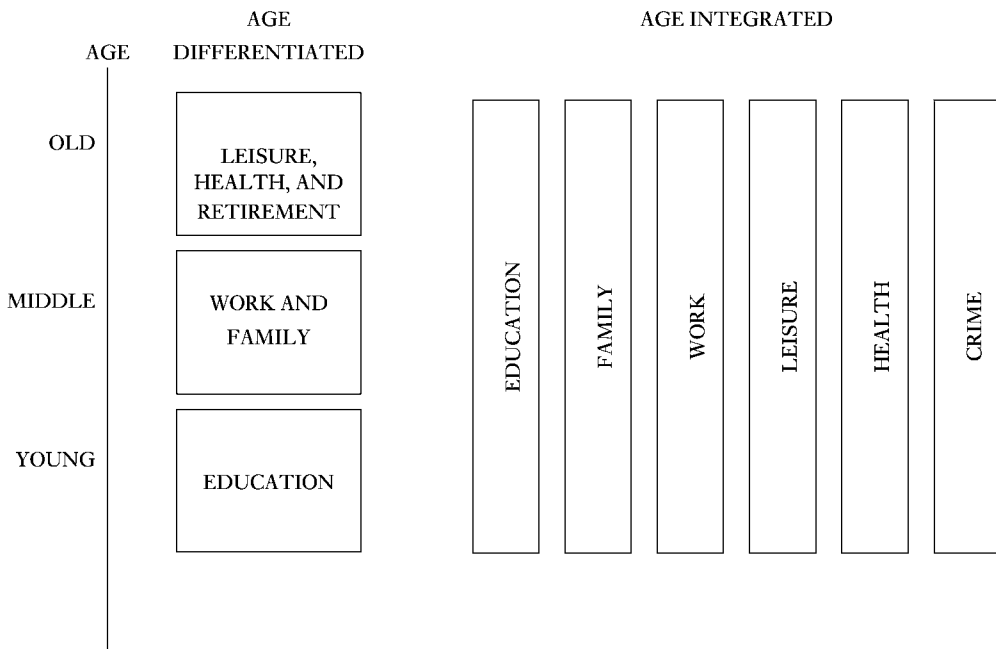 AGE
DIFFERENTIATED
AGE INTEGRATED
AGE
OLD
LEISURE,
HEALTH, AND
RETIREMENT
MIDDLE
WORK AND
FAMILY
YOUNG
EDUCATION
EDUCATION
FAMILY
WORK
LEISURE
HEALTH
CRIME